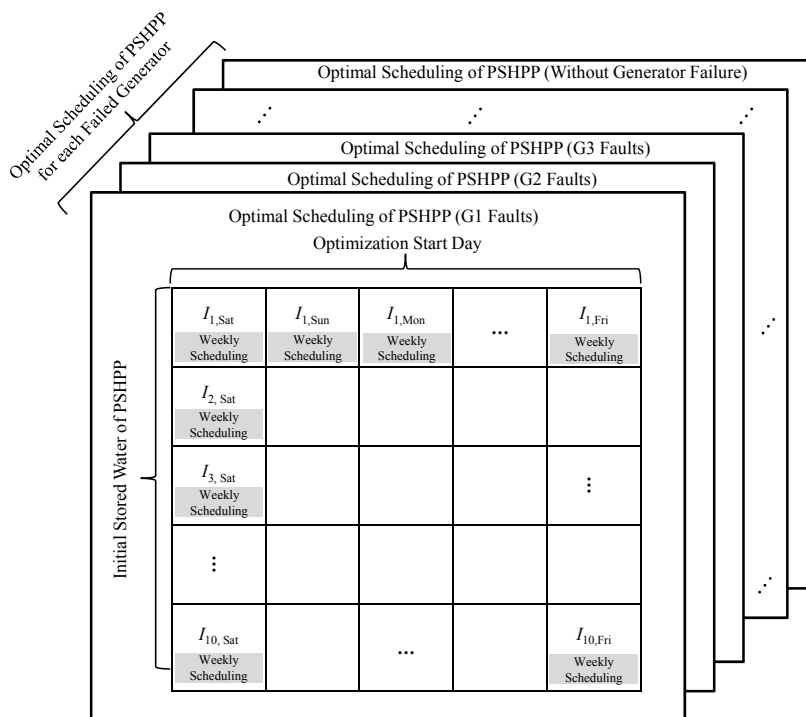 Optimal Scheduling of PSHPP
for each Failed Generator
Optimal Scheduling of PSHPP (Without Generator Failure)
⋰ ⋰ ⋰
Optimal Scheduling of PSHPP (G3 Faults)
Optimal Scheduling of PSHPP (G2 Faults)
Optimal Scheduling of PSHPP (G1 Faults)
Optimization Start Day
Initial Stored Water of PSHPP
I1,Sat I1,Sun I1,Mon ... I1,Fri
Weekly Weekly Weekly Weekly
Scheduling Scheduling Scheduling Scheduling
⋰
I2, Sat
Weekly
Scheduling
I3, Sat
Weekly
Scheduling
⋮
⋮
⋰
I10, Sat ... I10,Fri
Weekly Weekly
Scheduling Scheduling